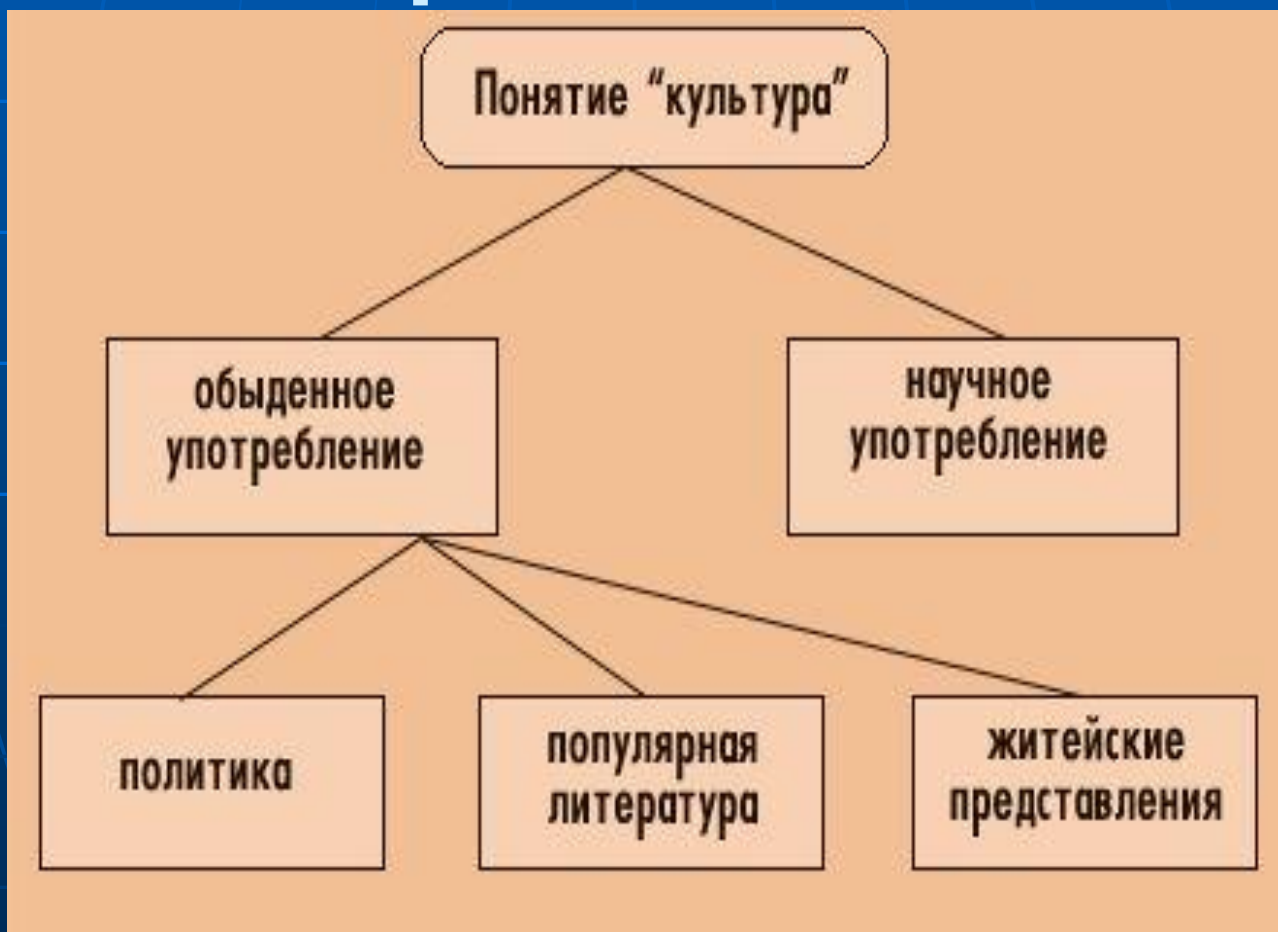 Понятие “культура”
обыденное
употребление
научное
употребление
политика
популярная
литература
житейские
представления